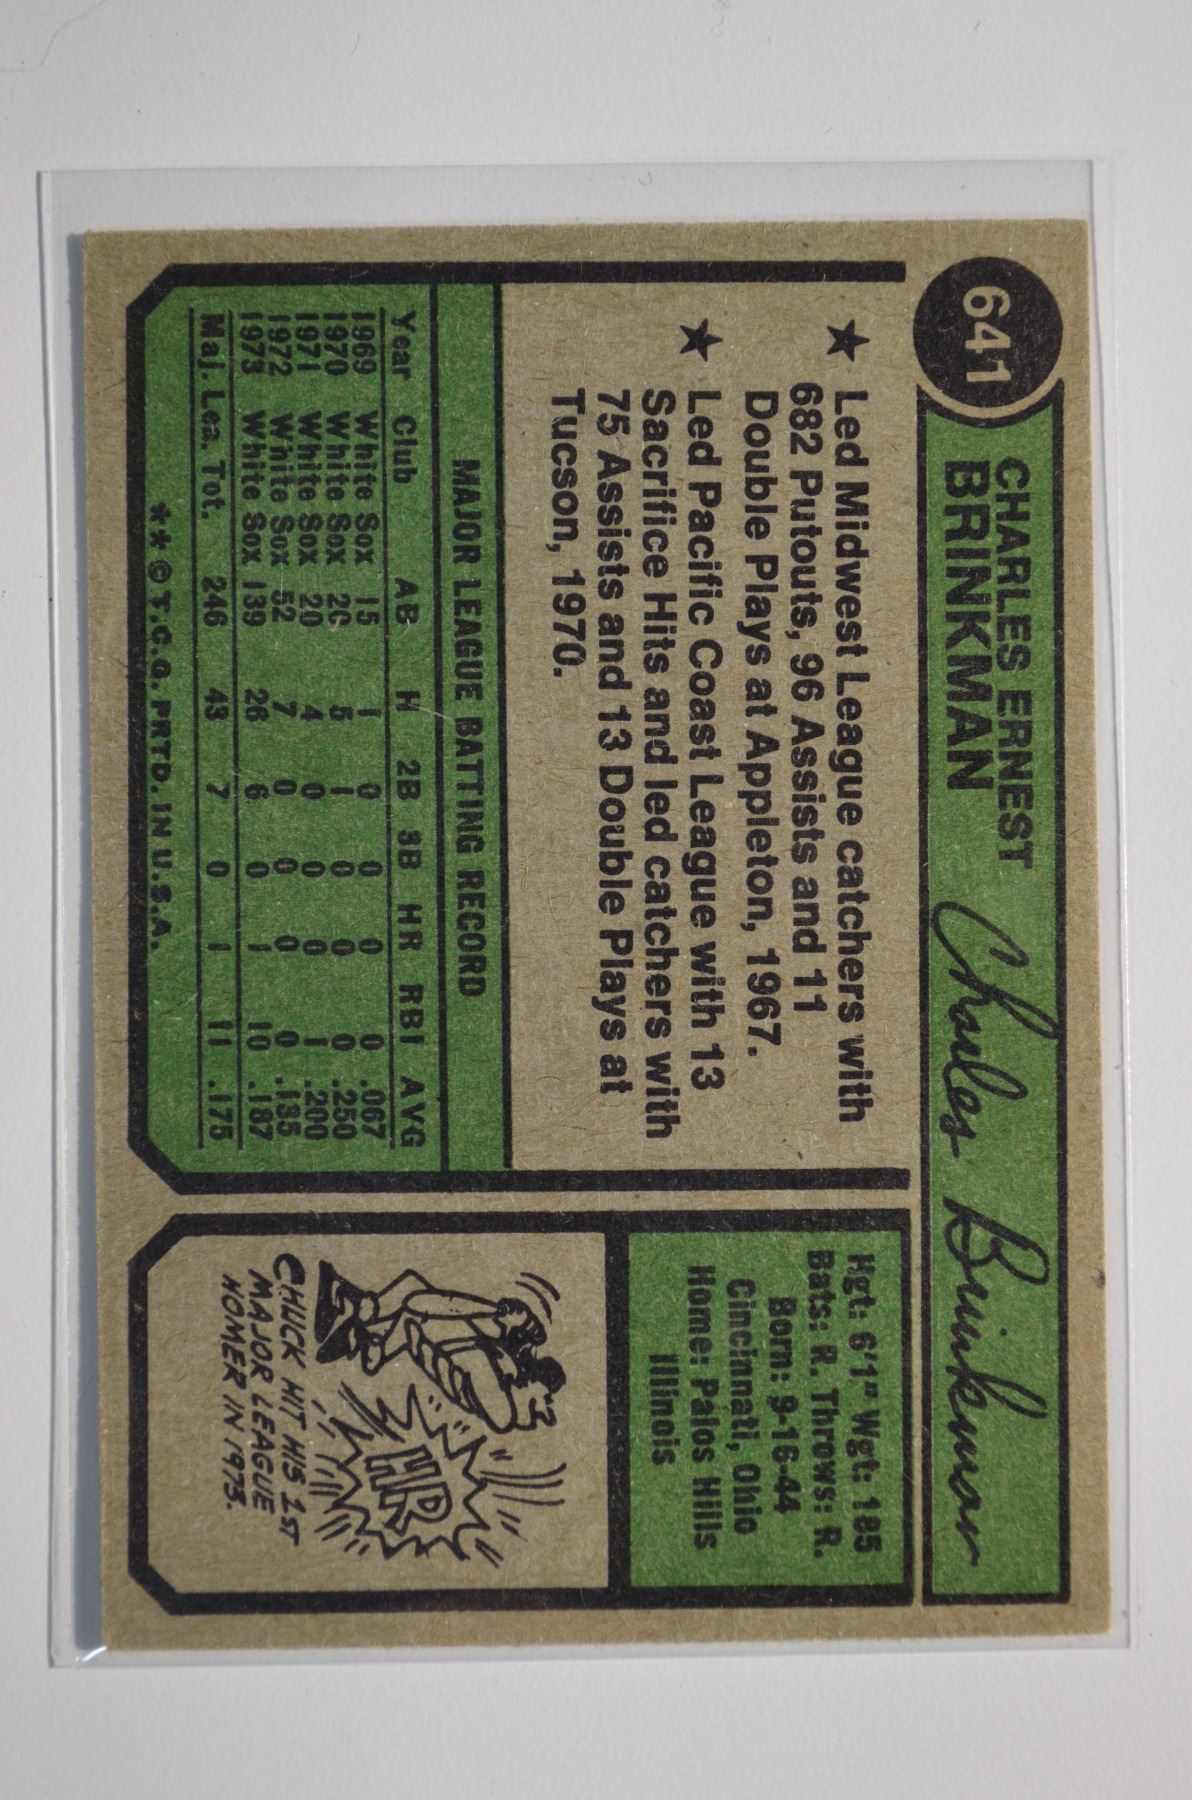 641
CHARLES ERNEST
BRINKMAN
Charles Brinkman
★ Led Midwest League catchers with
682 Putouts, 96 Assists and 11
Double Plays at Appleton, 1967.
★ Led Pacific Coast League with 13
Sacrifice Hits and led catchers with
75 Assists and 13 Double Plays at
Tucson, 1970.
MAJOR LEAGUE BATTING RECORD
Year Club AB H 2B 3B HR RBI AVG
1969 White Sox 15 1 0 0 0 0 .067
1970 White Sox 20 5 1 0 0 0 .250
1971 White Sox 20 4 0 0 0 1 .200
1972 White Sox 52 7 0 0 0 0 .135
1973 White Sox 139 26 6 0 1 10 .187
Maj. Lea. Tot. 246 43 7 0 1 11 .175
** © T.C.G. PRTD. IN U.S.A.
Hgt: 6'1" Wgt: 185
Bats: R. Throws: R.
Born: 9-16-44
Cincinnati, Ohio
Home: Palos Hills
Illinois
HR
CHUCK HIT HIS 1ST
MAJOR LEAGUE
HOMER IN 1973.